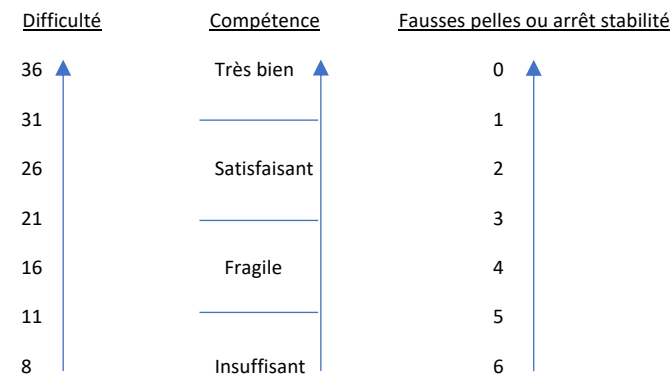 Difficulté Compétence Fausses pelles ou arrêt stabilité
36 Très bien 0
31 1
26 Satisfaisant 2
21 3
16 Fragile 4
11 5
8 Insuffisant 6